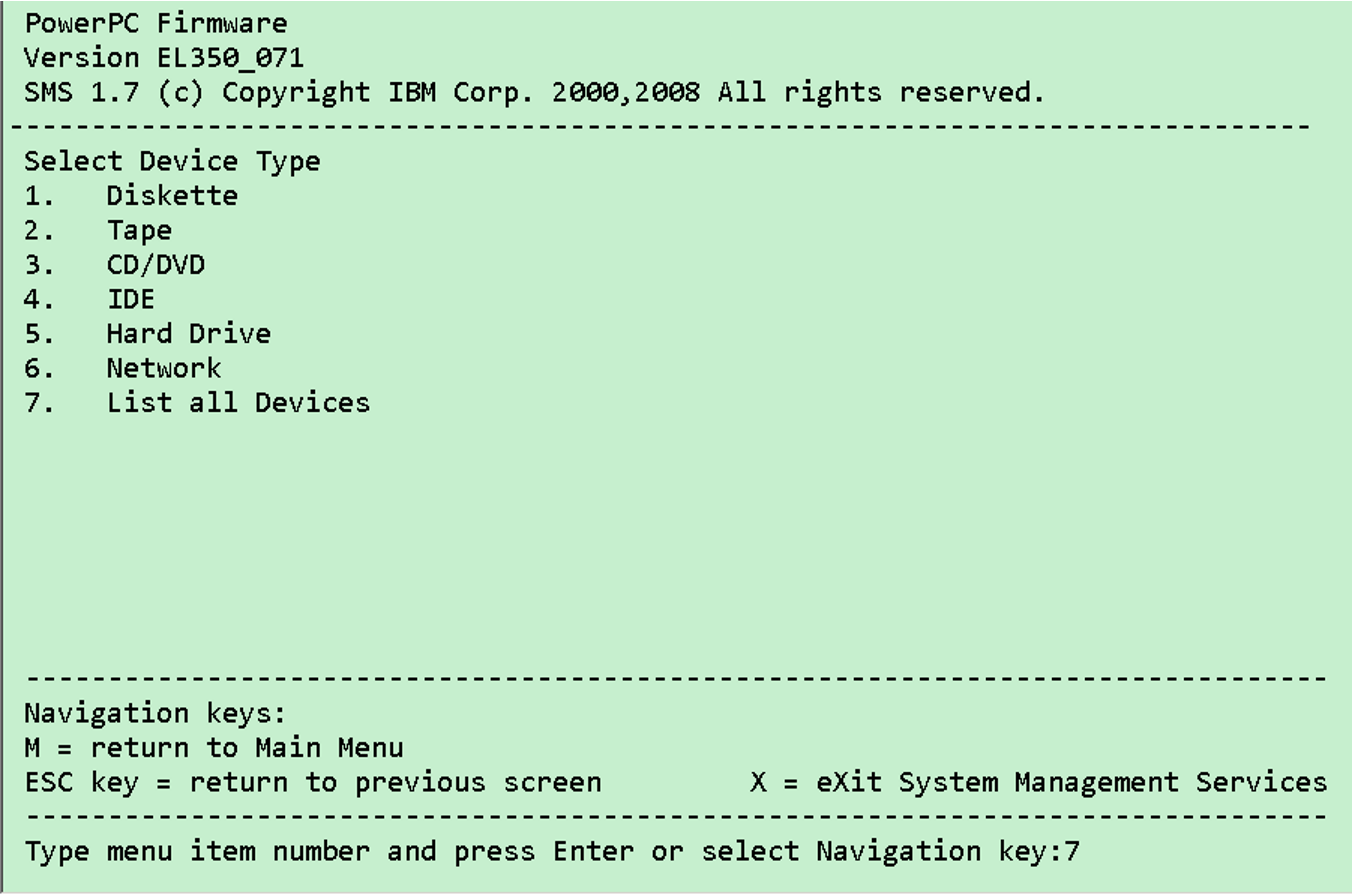 PowerPC Firmware
Version EL350_071
SMS 1.7 (c) Copyright IBM Corp. 2000,2008 All rights reserved.
-------------------------------------------------------------------------------
Select Device Type
1.   Diskette
2.   Tape
3.   CD/DVD
4.   IDE
5.   Hard Drive
6.   Network
7.   List all Devices
-------------------------------------------------------------------------------
Navigation keys:
M = return to Main Menu
ESC key = return to previous screen         X = eXit System Management Services
-------------------------------------------------------------------------------
Type menu item number and press Enter or select Navigation key:7